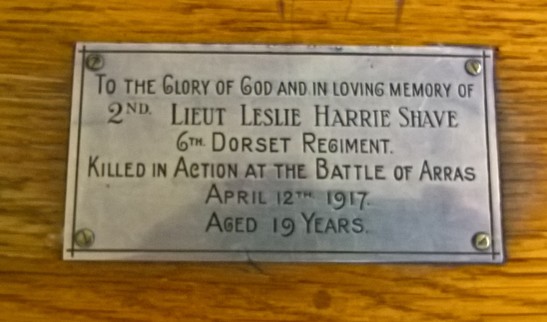 To the Glory of God and in loving memory of
2ND. Lieut Leslie Harrie Shave
6TH. Dorset Regiment.
Killed in Action at the Battle of Arras
April 12TH. 1917.
Aged 19 Years.